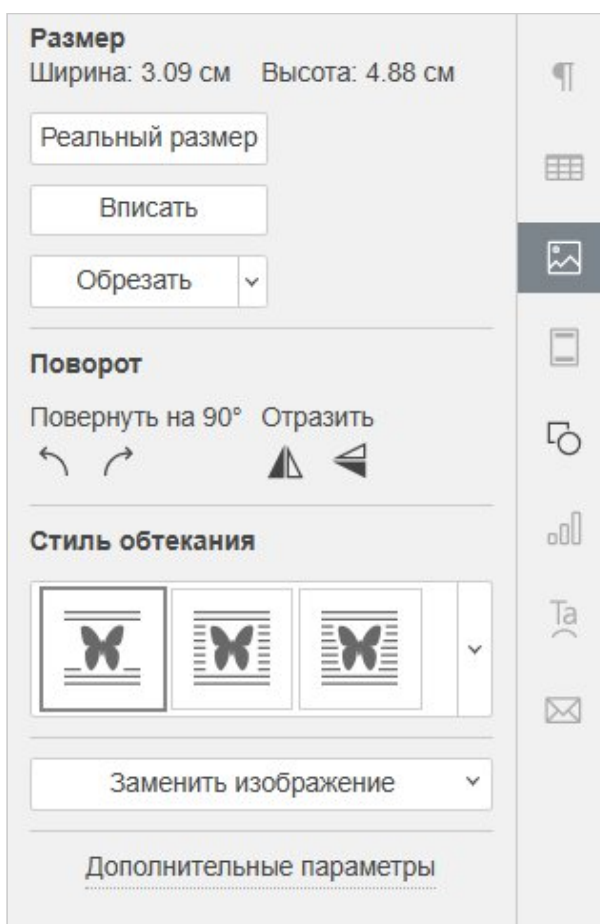 Размер
Ширина: 3.09 см Высота: 4.88 см
Реальный размер
Вписать
Обрезать
Поворот
Повернуть на 90° Отразить
Стиль обтекания
Заменить изображение
Дополнительные параметры
Ta